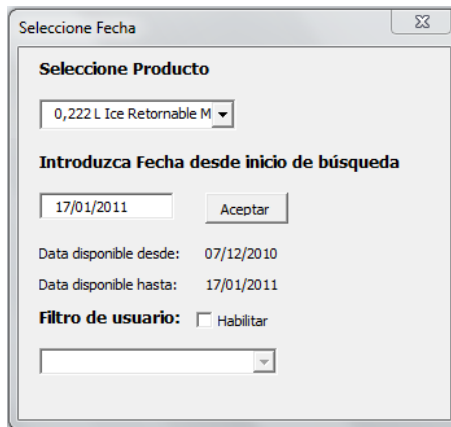 Seleccione Fecha
Seleccione Producto
0,222 L Ice Retornable M
Introduzca Fecha desde inicio de búsqueda
17/01/2011
Aceptar
Data disponible desde: 07/12/2010
Data disponible hasta: 17/01/2011
Filtro de usuario: Habilitar